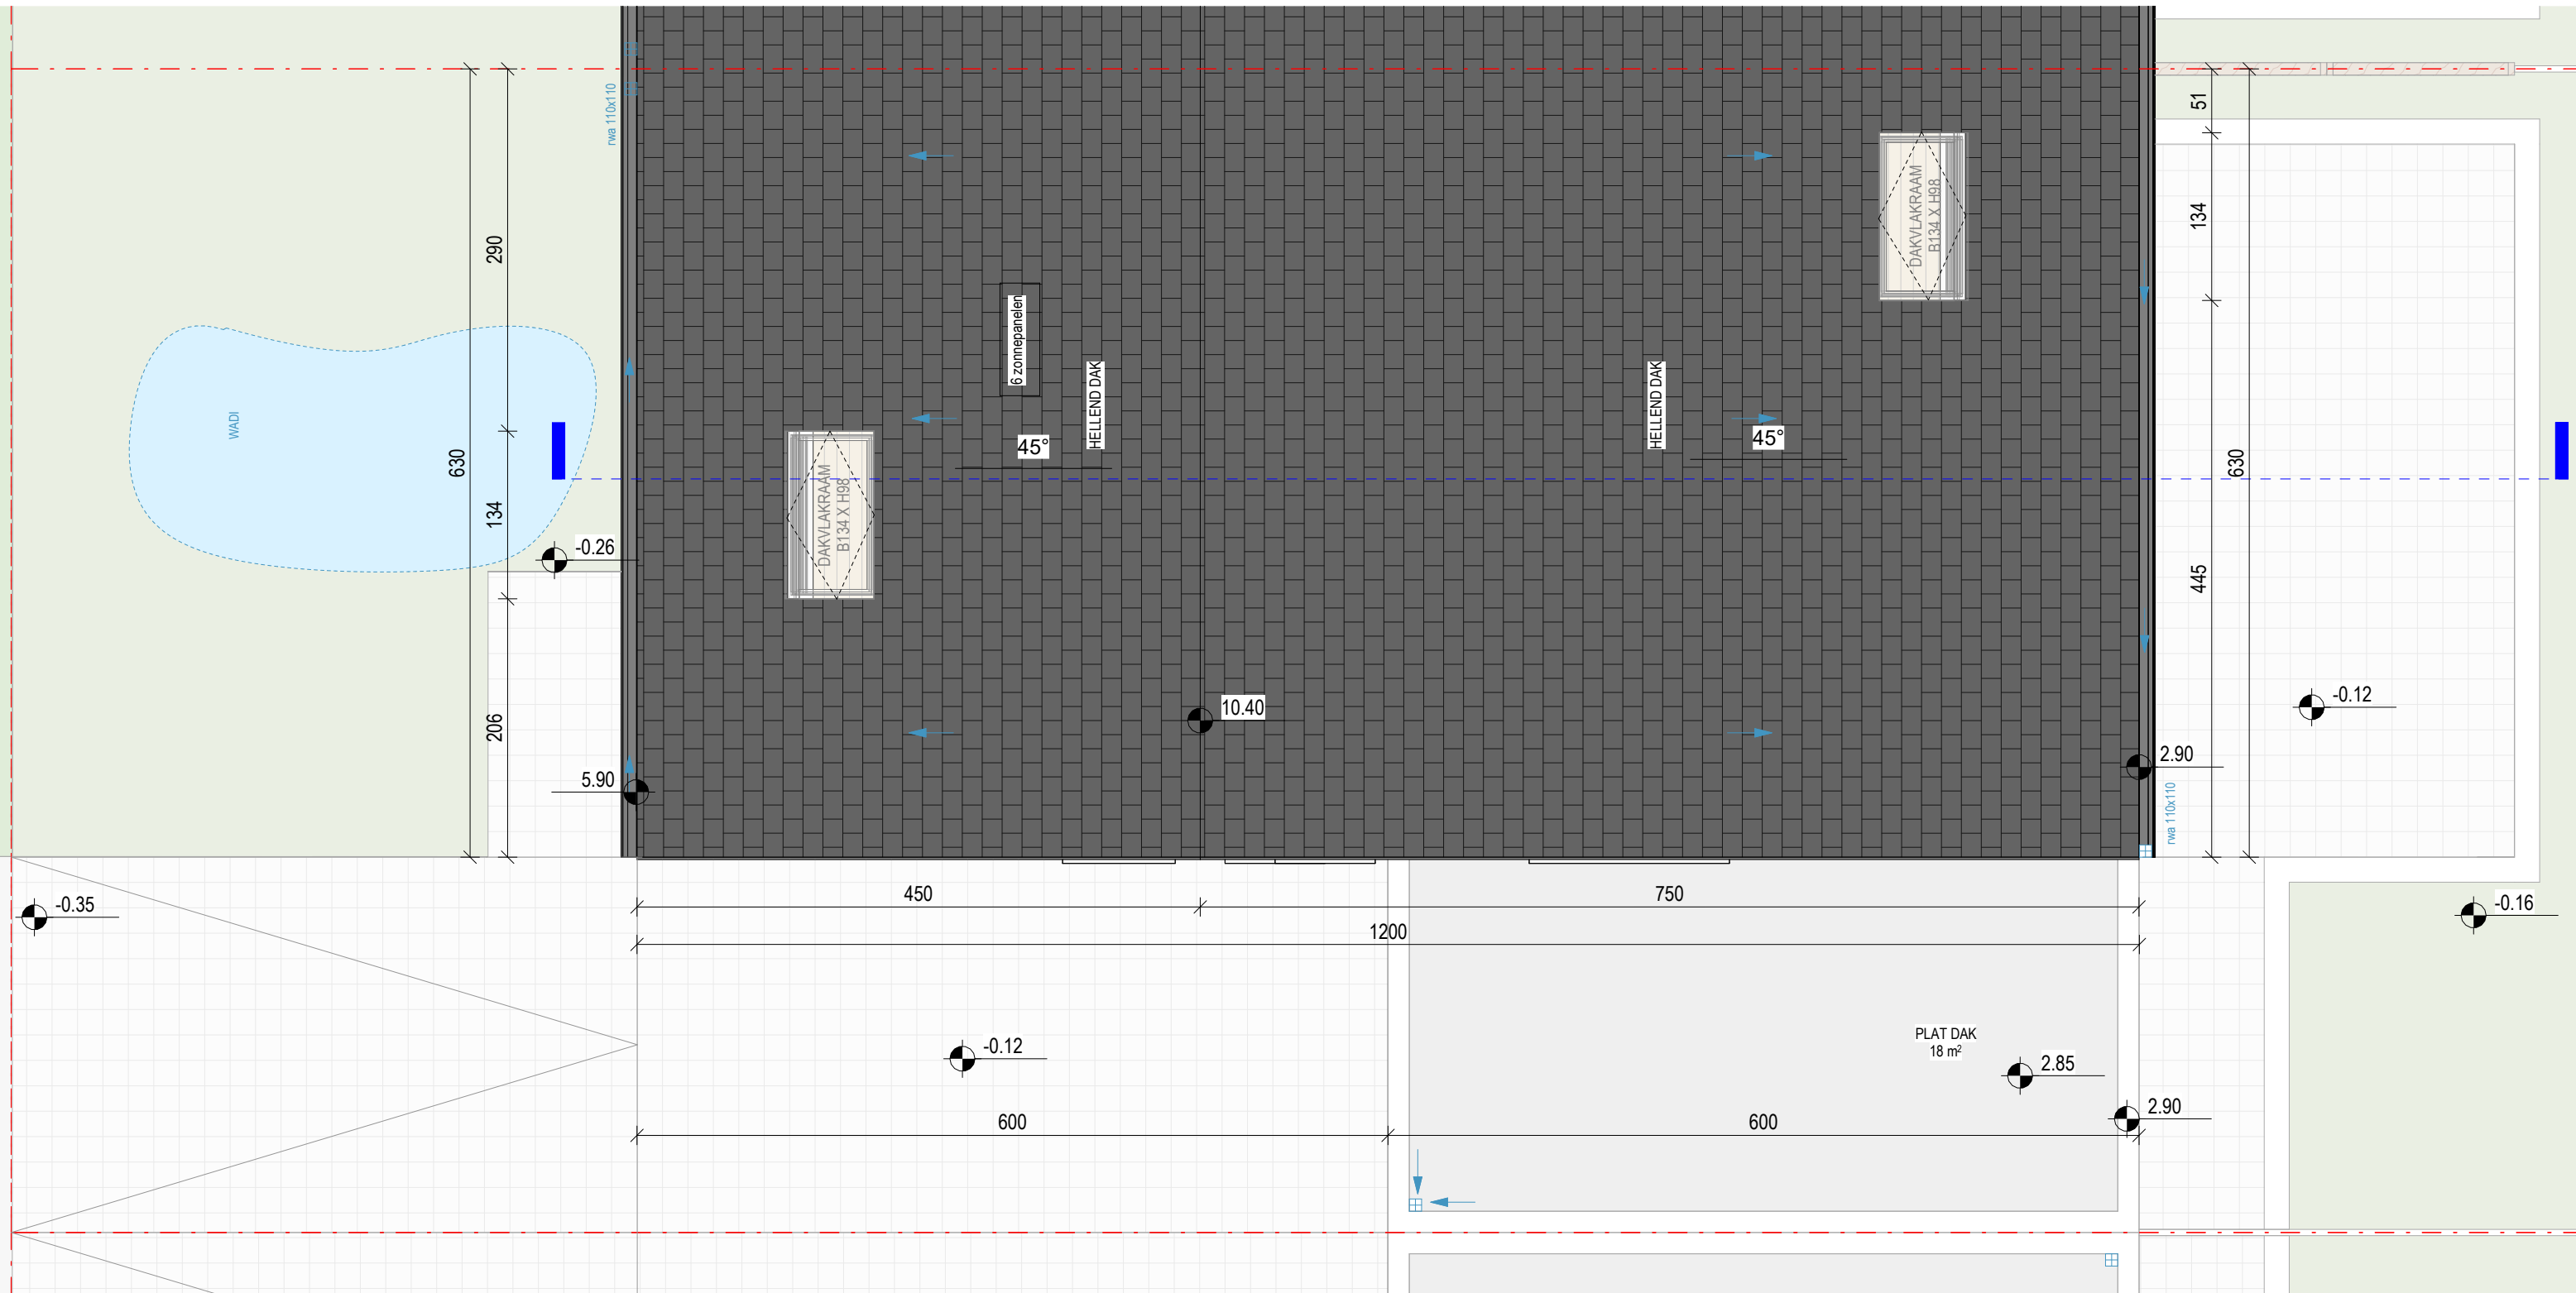 rwa 110x110
51
DAKVLAKRAAM
B134 X H98
134
290
6 zonnepanelen
HELLEND DAK
HELLEND DAK
WADI
45°
45°
630
630
134
DAKVLAKRAAM
B134 X H98
-0.26
445
206
10.40
-0.12
5.90
2.90
rwa 110x110
450
750
-0.35
-0.16
1200
PLAT DAK
18 m²
-0.12
2.85
2.90
600
600